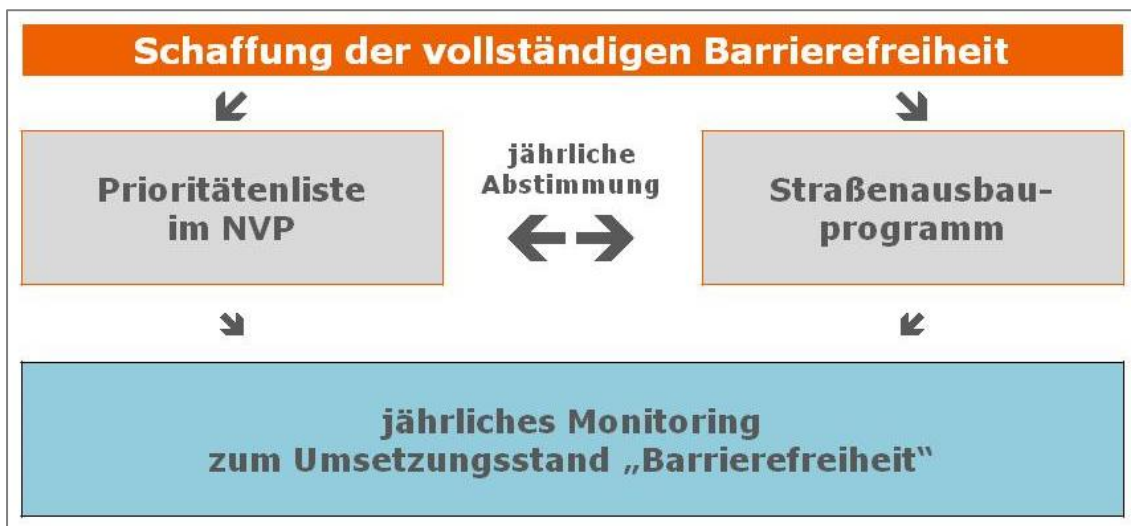 Schaffung der vollständigen Barrierefreiheit
Prioritätenliste
im NVP
jährliche
Abstimmung
Straßenausbau-
programm
jährliches Monitoring
zum Umsetzungsstand „Barrierefreiheit“